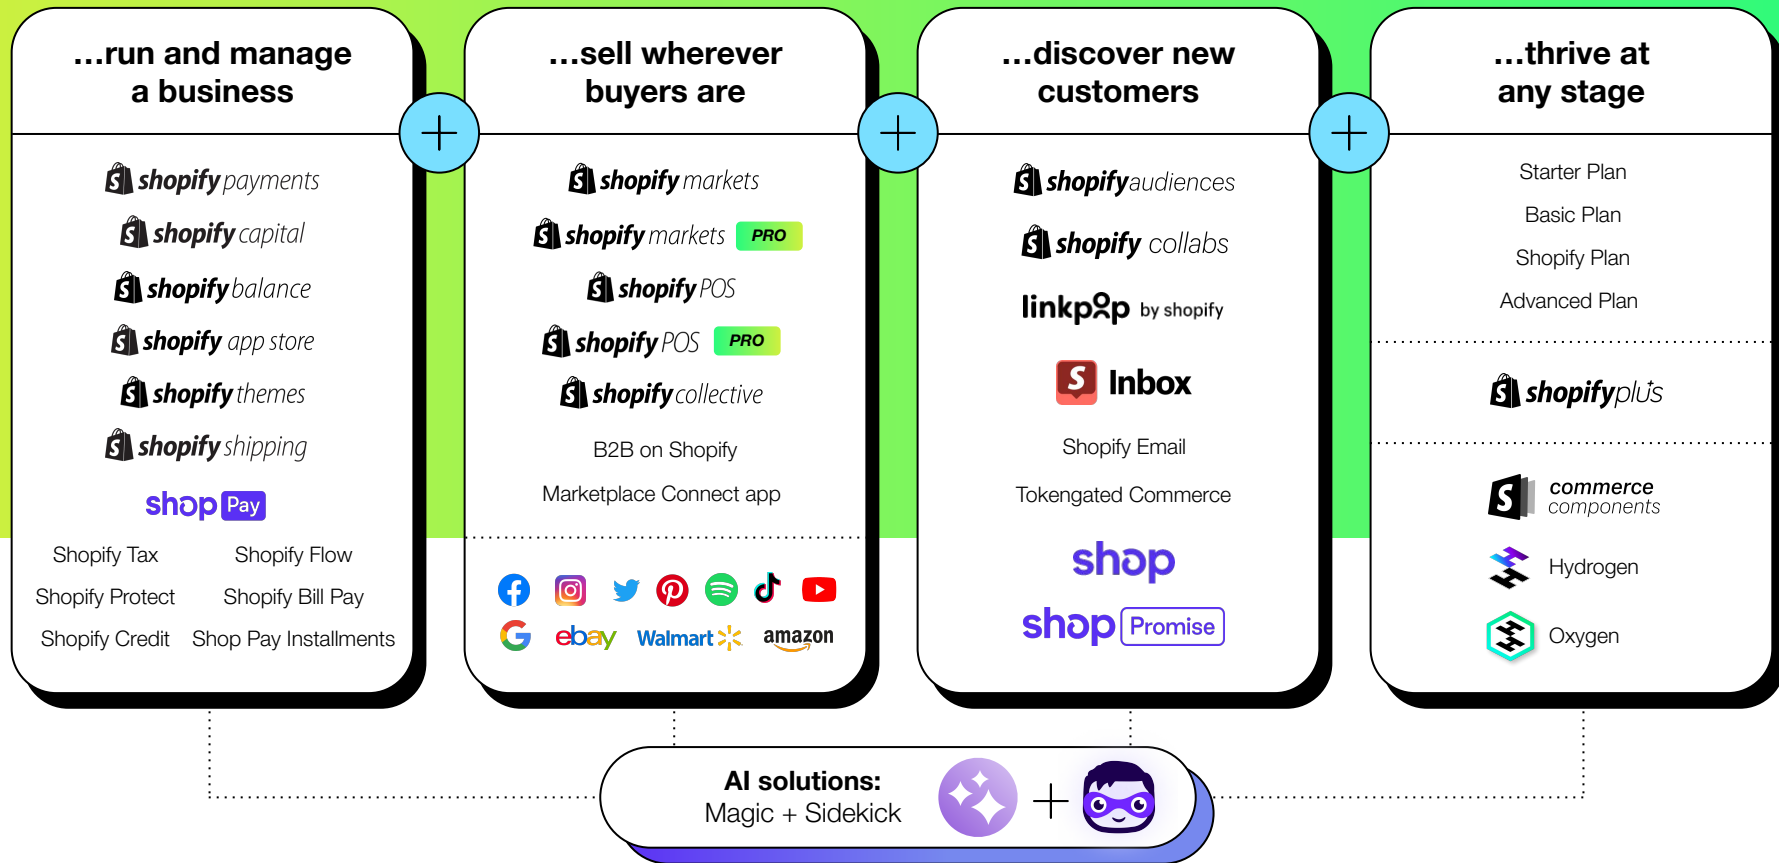 ...run and manage
a business
shopify payments
shopify capital
shopify balance
shopify app store
shopify themes
shopify shipping
shop Pay
Shopify Tax
Shopify Flow
Shopify Protect
Shopify Bill Pay
Shopify Credit
Shop Pay Installments
...sell wherever
buyers are
shopify markets
shopify markets PRO
shopify POS
shopify POS PRO
shopify collective
B2B on Shopify
Marketplace Connect app
ebay
Walmart
amazon
...discover new
customers
shopify audiences
shopify collabs
linkpop by shopify
Inbox
Shopify Email
Tokengated Commerce
shop
shop Promise
...thrive at
any stage
Starter Plan
Basic Plan
Shopify Plan
Advanced Plan
shopify plus
commerce
components
Hydrogen
Oxygen
AI solutions:
Magic + Sidekick